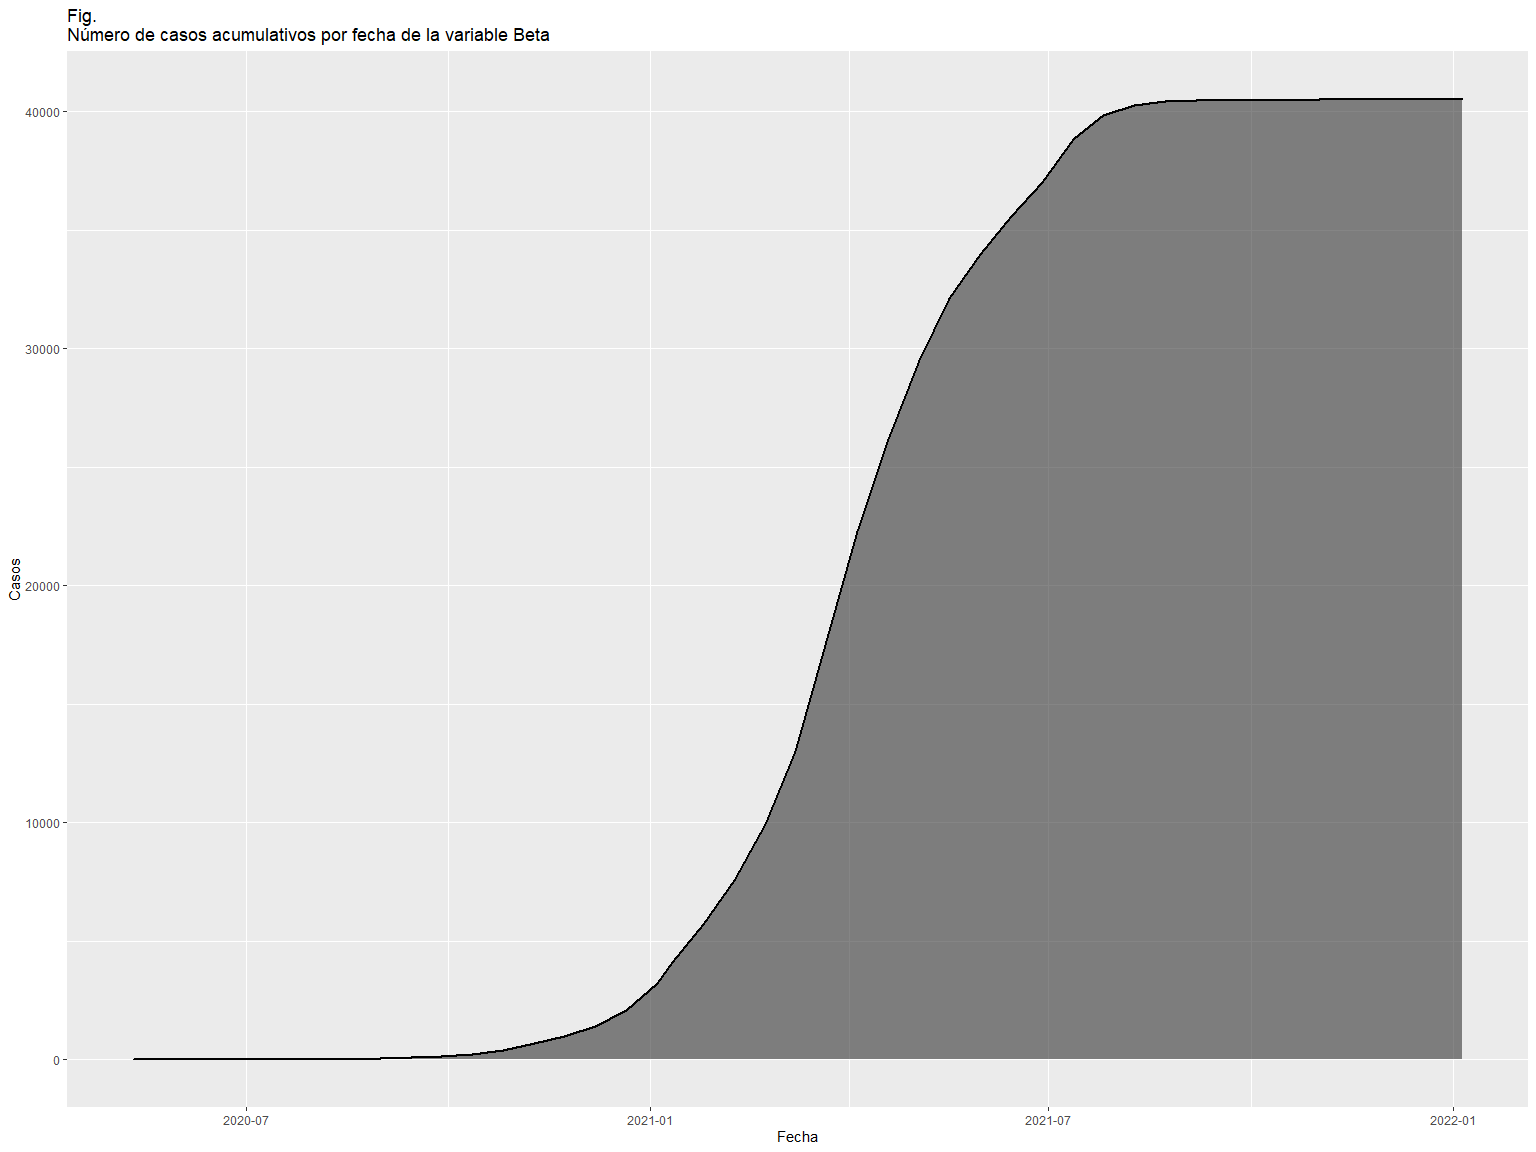 Fig.
Número de casos acumulativos por fecha de la variable Beta
40000
30000
20000
10000
0
Casos
2020-07
2021-01
2021-07
2022-01
Fecha